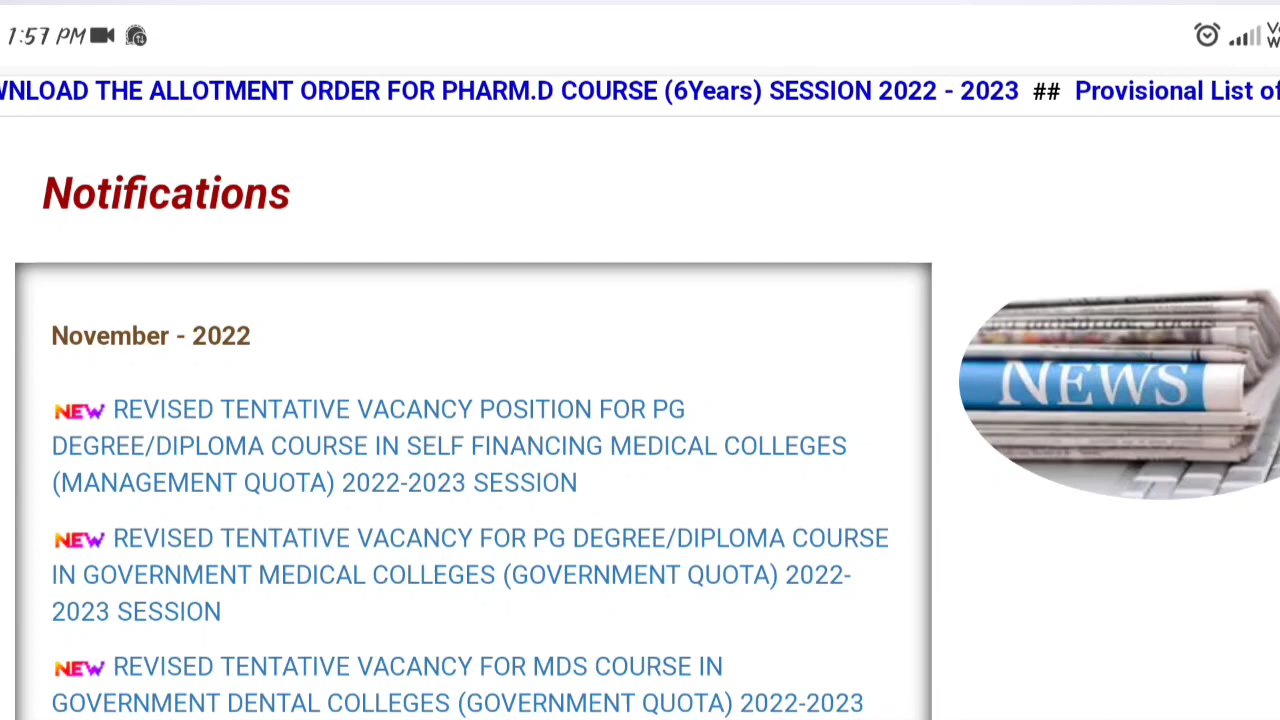 1:57 PM
WNLOAD THE ALLOTMENT ORDER FOR PHARM.D COURSE (6Years) SESSION 2022 - 2023 ## Provisional List of
Notifications
November - 2022
NEW REVISED TENTATIVE VACANCY POSITION FOR PG
DEGREE/DIPLOMA COURSE IN SELF FINANCING MEDICAL COLLEGES
(MANAGEMENT QUOTA) 2022-2023 SESSION
NEW REVISED TENTATIVE VACANCY FOR PG DEGREE/DIPLOMA COURSE
IN GOVERNMENT MEDICAL COLLEGES (GOVERNMENT QUOTA) 2022-
2023 SESSION
NEW REVISED TENTATIVE VACANCY FOR MDS COURSE IN
GOVERNMENT DENTAL COLLEGES (GOVERNMENT QUOTA) 2022-2023
NEWS